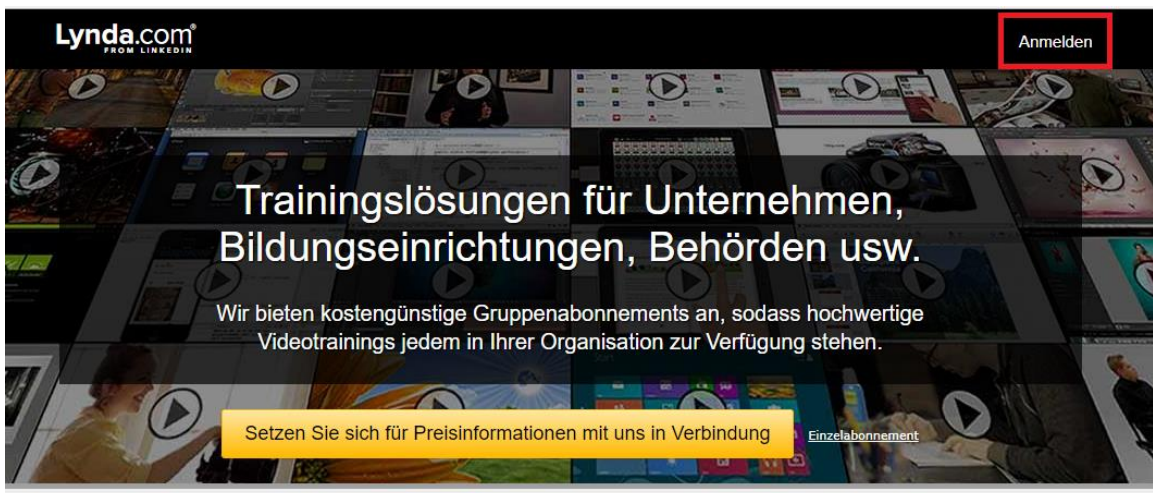 Lynda.com®
FROM LINKEDIN
Anmelden
Trainingslösungen für Unternehmen,
Bildungseinrichtungen, Behörden usw.
Wir bieten kostengünstige Gruppenabonnements an, sodass hochwertige
Videotrainings jedem in Ihrer Organisation zur Verfügung stehen.
Start
Setzen Sie sich für Preisinformationen mit uns in Verbindung
Einzelabonnement